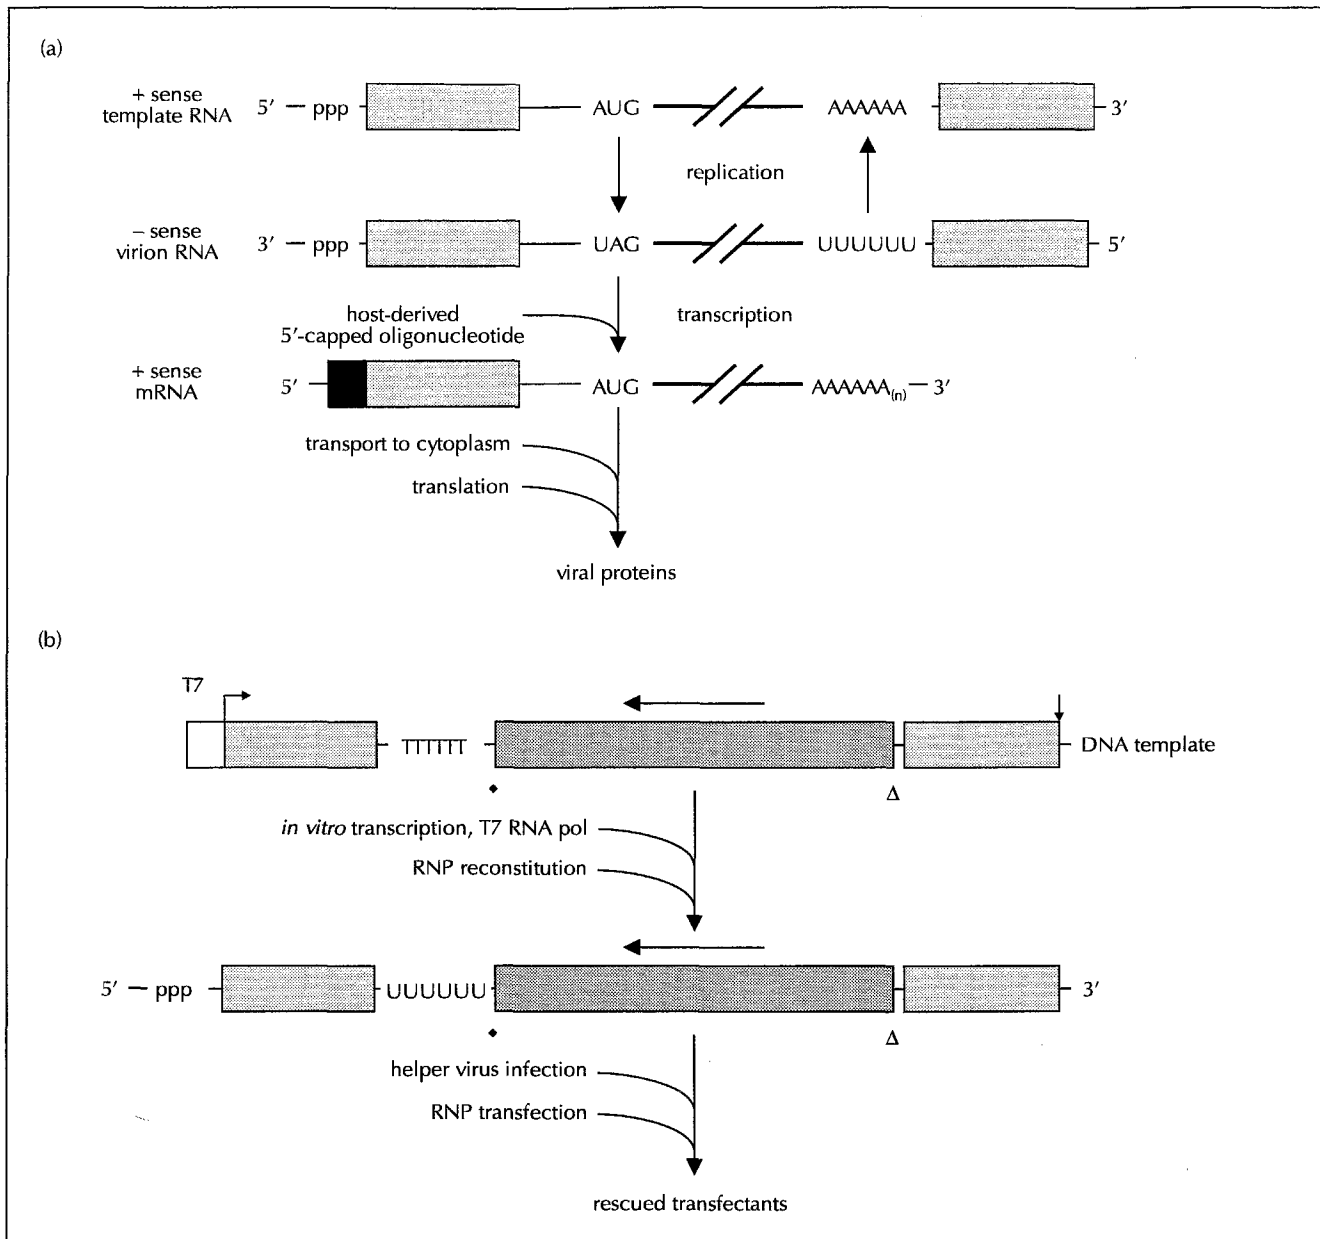 (a)
+ sense
template RNA
5′ — ppp
AUG
AAAAAA
3′
replication
– sense
virion RNA
3′ — ppp
UAG
UUUUUU
5′
host-derived
5′-capped oligonucleotide
transcription
+ sense
mRNA
5′
AUG
AAAAAA(n) — 3′
transport to cytoplasm
translation
viral proteins
(b)
T7
TTTTTT
DNA template
Δ
in vitro transcription, T7 RNA pol
RNP reconstitution
5′ — ppp
UUUUUU
3′
Δ
helper virus infection
RNP transfection
rescued transfectants